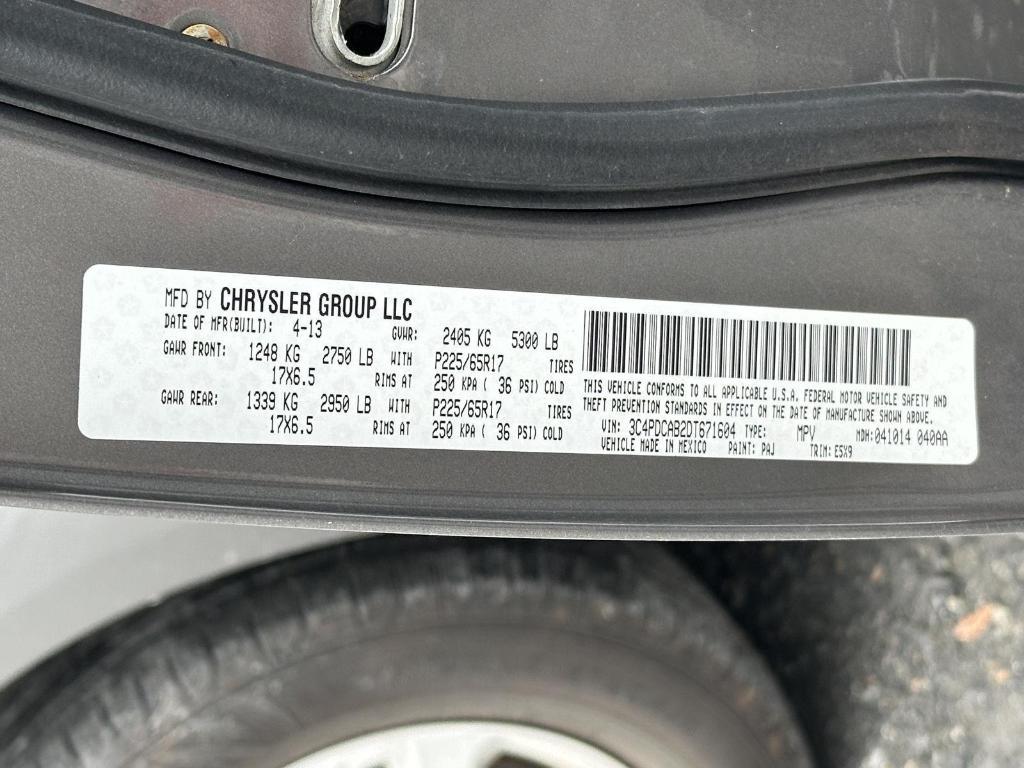 MFD BY CHRYSLER GROUP LLC
DATE OF MFR(BUILT): 4-13 GVWR: 2405 KG 5300 LB
GAWR FRONT: 1248 KG 2750 LB WITH P225/65R17 TIRES
17X6.5 RIMS AT 250 KPA ( 36 PSI) COLD
GAWR REAR: 1339 KG 2950 LB WITH P225/65R17 TIRES
17X6.5 RIMS AT 250 KPA ( 36 PSI) COLD
THIS VEHICLE CONFORMS TO ALL APPLICABLE U.S.A. FEDERAL MOTOR VEHICLE SAFETY AND
THEFT PREVENTION STANDARDS IN EFFECT ON THE DATE OF MANUFACTURE SHOWN ABOVE.
VIN: 3C4PDCAB2DT671604 TYPE: MPV MDH:041014 040AA
VEHICLE MADE IN MEXICO PAINT: PAJ TRIM: E5X9